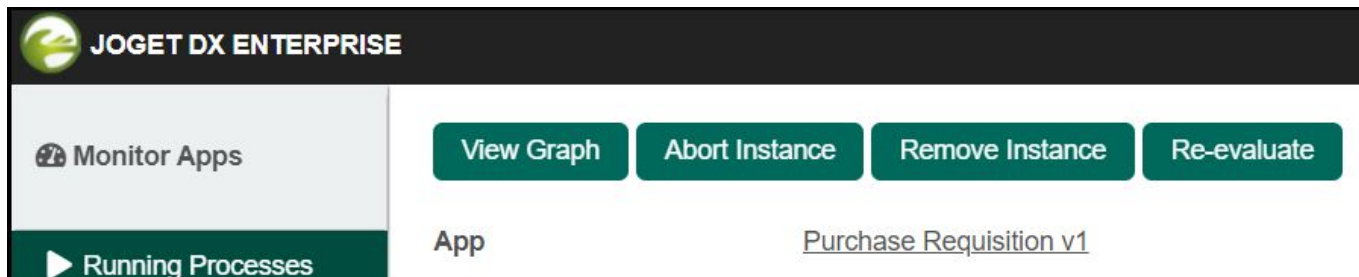 JOGET DX ENTERPRISE
Monitor Apps
View Graph Abort Instance Remove Instance Re-evaluate
App Purchase Requisition v1
Running Processes